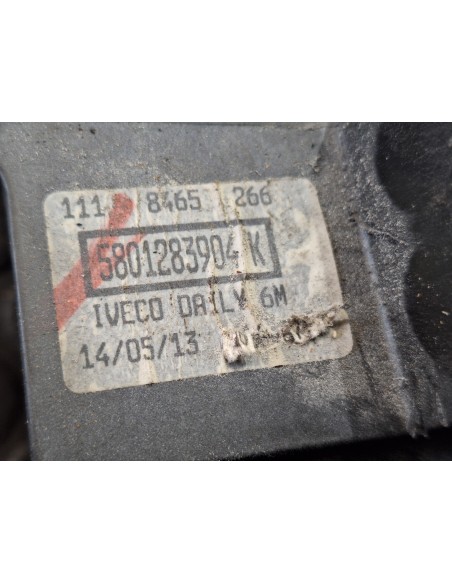 111 8465 266
5801283904 K
IVECO DAILY 6M
14/05/13